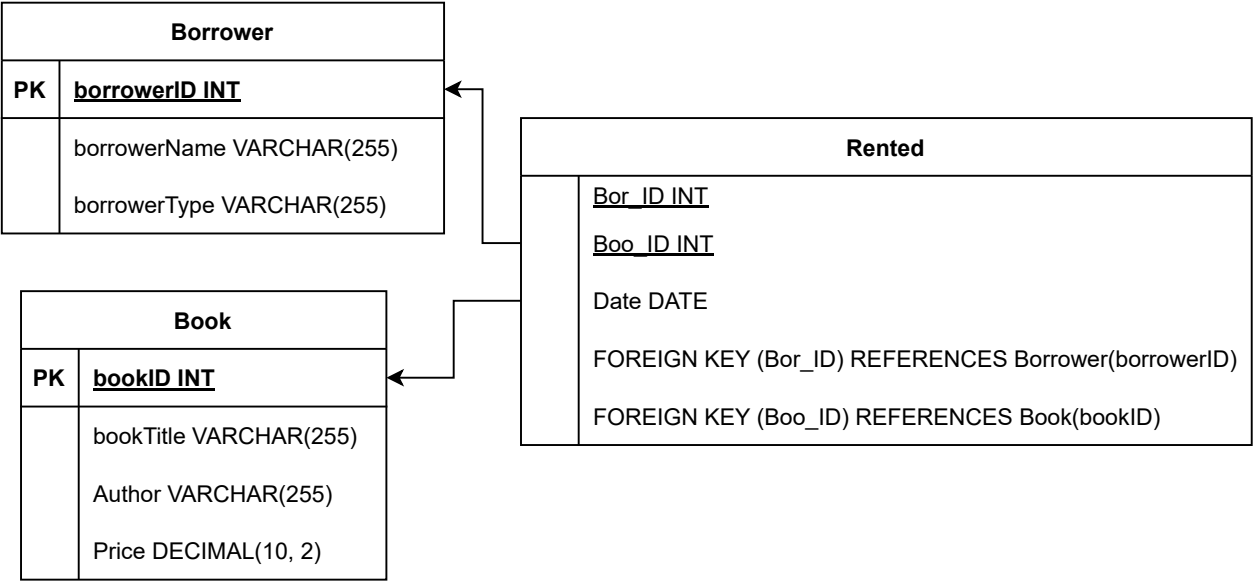 Borrower
PK borrowerID INT
borrowerName VARCHAR(255)
borrowerType VARCHAR(255)
Book
PK bookID INT
bookTitle VARCHAR(255)
Author VARCHAR(255)
Price DECIMAL(10, 2)
Rented
Bor_ID INT
Boo_ID INT
Date DATE
FOREIGN KEY (Bor_ID) REFERENCES Borrower(borrowerID)
FOREIGN KEY (Boo_ID) REFERENCES Book(bookID)